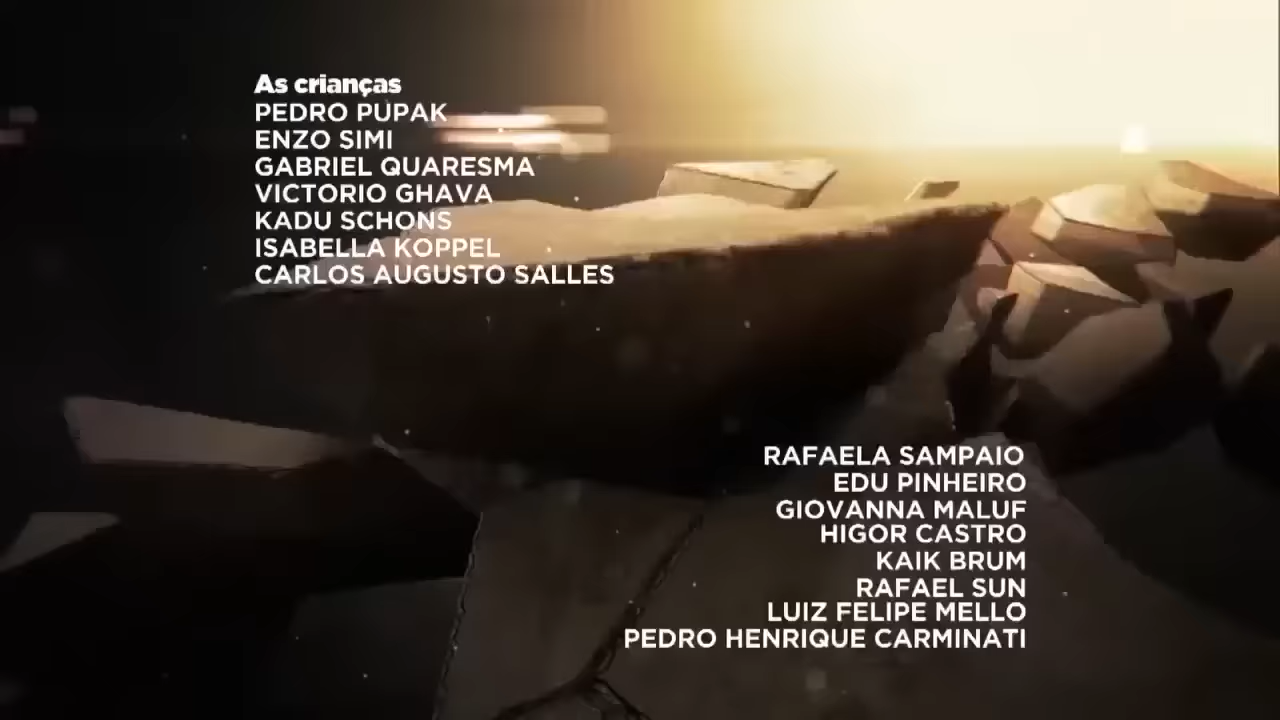 As crianças
PEDRO PUPAK
ENZO SIMI
GABRIEL QUARESMA
VICTORIO GHAVA
KADU SCHONS
ISABELLA KOPPEL
CARLOS AUGUSTO SALLES
RAFAELA SAMPAIO
EDU PINHEIRO
GIOVANNA MALUF
HIGOR CASTRO
KAIK BRUM
RAFAEL SUN
LUIZ FELIPE MELLO
PEDRO HENRIQUE CARMINATI